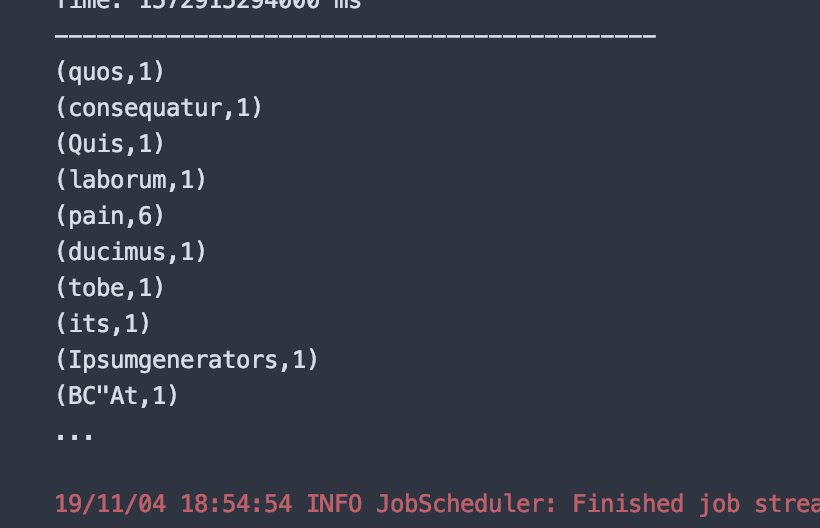 Time: 1572915294000 ms
-------------------------------------------
(quos,1)
(consequatur,1)
(Quis,1)
(laborum,1)
(pain,6)
(ducimus,1)
(tobe,1)
(its,1)
(Ipsumgenerators,1)
(BC"At,1)
...
19/11/04 18:54:54 INFO JobScheduler: Finished job strea